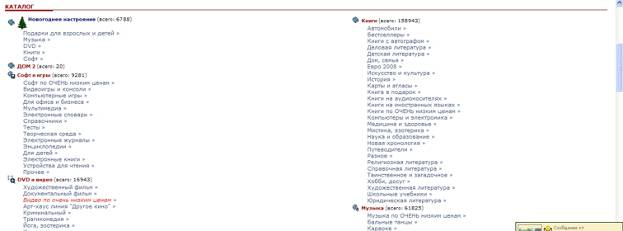 КАТАЛОГ
Новогоднее настроение (всего: 6788)
Подарки для взрослых и детей »
Музыка »
DVD »
Книги »
Софт »
ДОМ 2 (всего: 20)
Софт и игры (всего: 9281)
Софт по ОЧЕНЬ низким ценам »
Видеоигры и консоли »
Компьютерные игры »
Для офиса и бизнеса »
Мультимедиа »
Электронные словари »
Справочники »
Тесты »
Творческая среда »
Электронные журналы »
Энциклопедии »
Для детей »
Электронные книги »
Устройства для чтения »
Прочее »
DVD и видео (всего: 16943)
Художественный фильм »
Документальный фильм »
Видео по очень низким ценам »
Арт-хаус линия "Другое кино" »
Криминальный »
Трагикомедия »
Йога, эзотерика »
Книги (всего: 158942)
Автомобили »
Бестселлеры »
Книги с автографом »
Деловая литература »
Детская литература »
Дом, семья »
Евро 2008 »
Искусство и культура »
История »
Карты и атласы »
Книга в подарок »
Книги на аудионосителях »
Книги на иностранных языках »
Книги по ОЧЕНЬ низким ценам »
Компьютеры и электроника »
Медицина и здоровье »
Мистика, эзотерика »
Наука и образование »
Новая хронология »
Путеводители »
Разное »
Религиозная литература »
Справочная литература »
Таинственное и загадочное »
Хобби, досуг »
Художественная литература »
Школьные учебники »
Юридическая литература »
Музыка (всего: 61825)
Музыка по ОЧЕНЬ низким ценам »
Бальные танцы »
Караоке »
Сообщение от